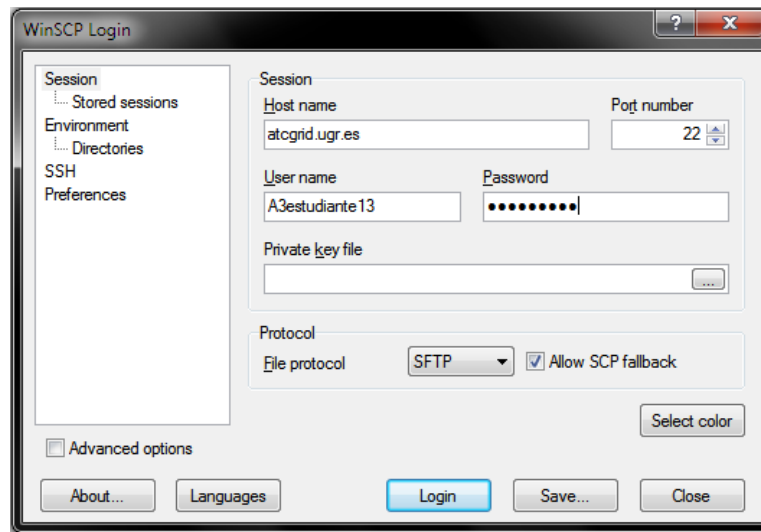 WinSCP Login
Session
Stored sessions
Environment
Directories
SSH
Preferences
Session
Host name
Port number
atcgrid.ugr.es
22
User name
Password
A3estudiante13
●●●●●●●●●
Private key file
...
Protocol
File protocol
SFTP
Allow SCP fallback
Select color
Advanced options
About...
Languages
Login
Save...
Close